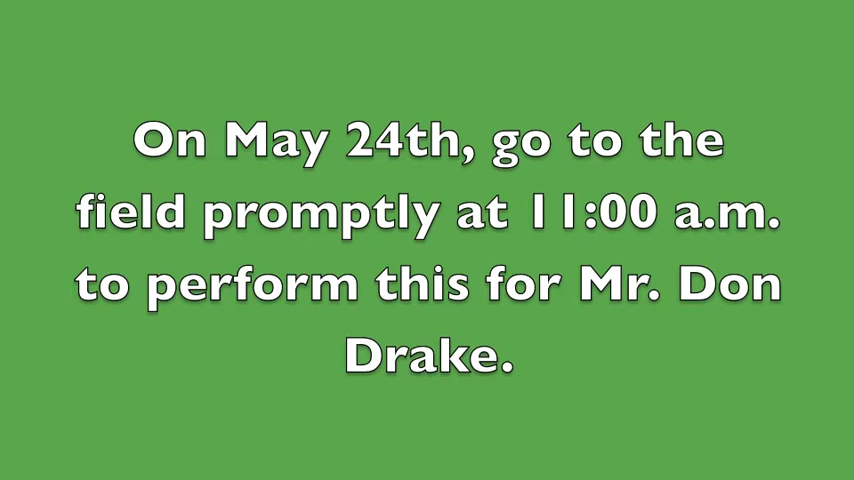 On May 24th, go to the
field promptly at 11:00 a.m.
to perform this for Mr. Don
Drake.